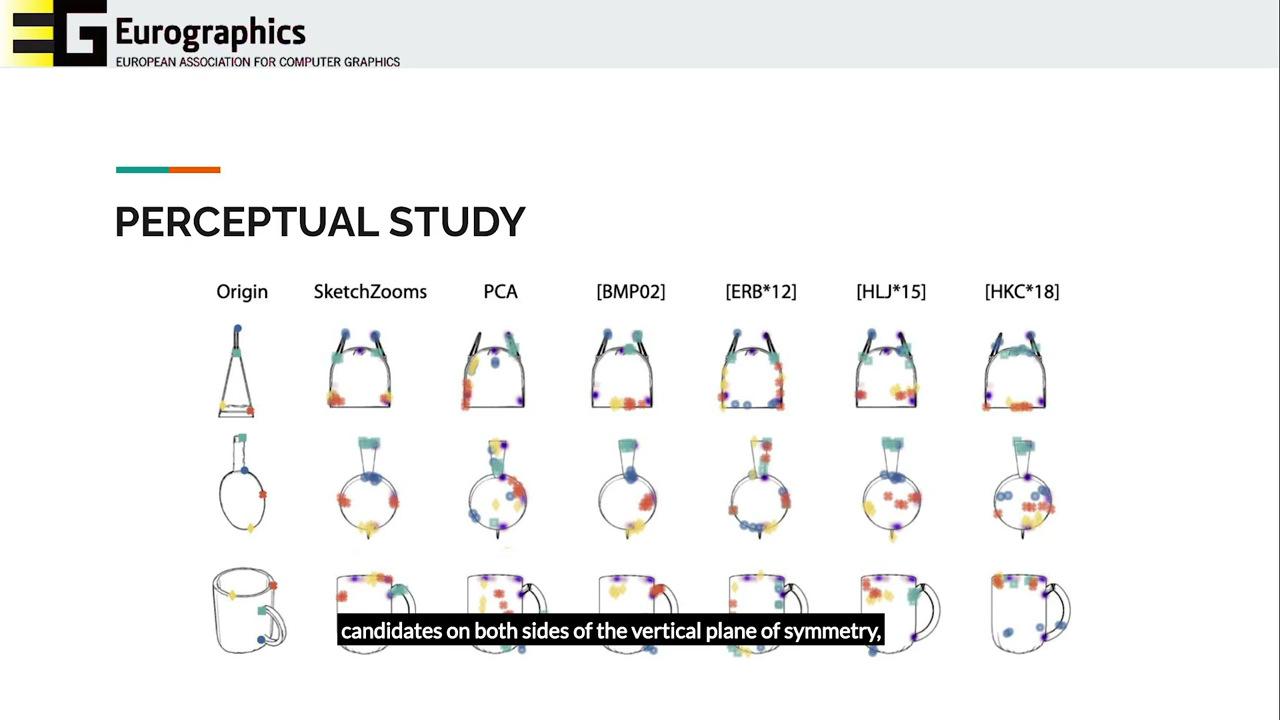 EG Eurographics
EUROPEAN ASSOCIATION FOR COMPUTER GRAPHICS
PERCEPTUAL STUDY
Origin SketchZooms PCA [BMP02] [ERB*12] [HLJ*15] [HKC*18]
candidates on both sides of the vertical plane of symmetry,